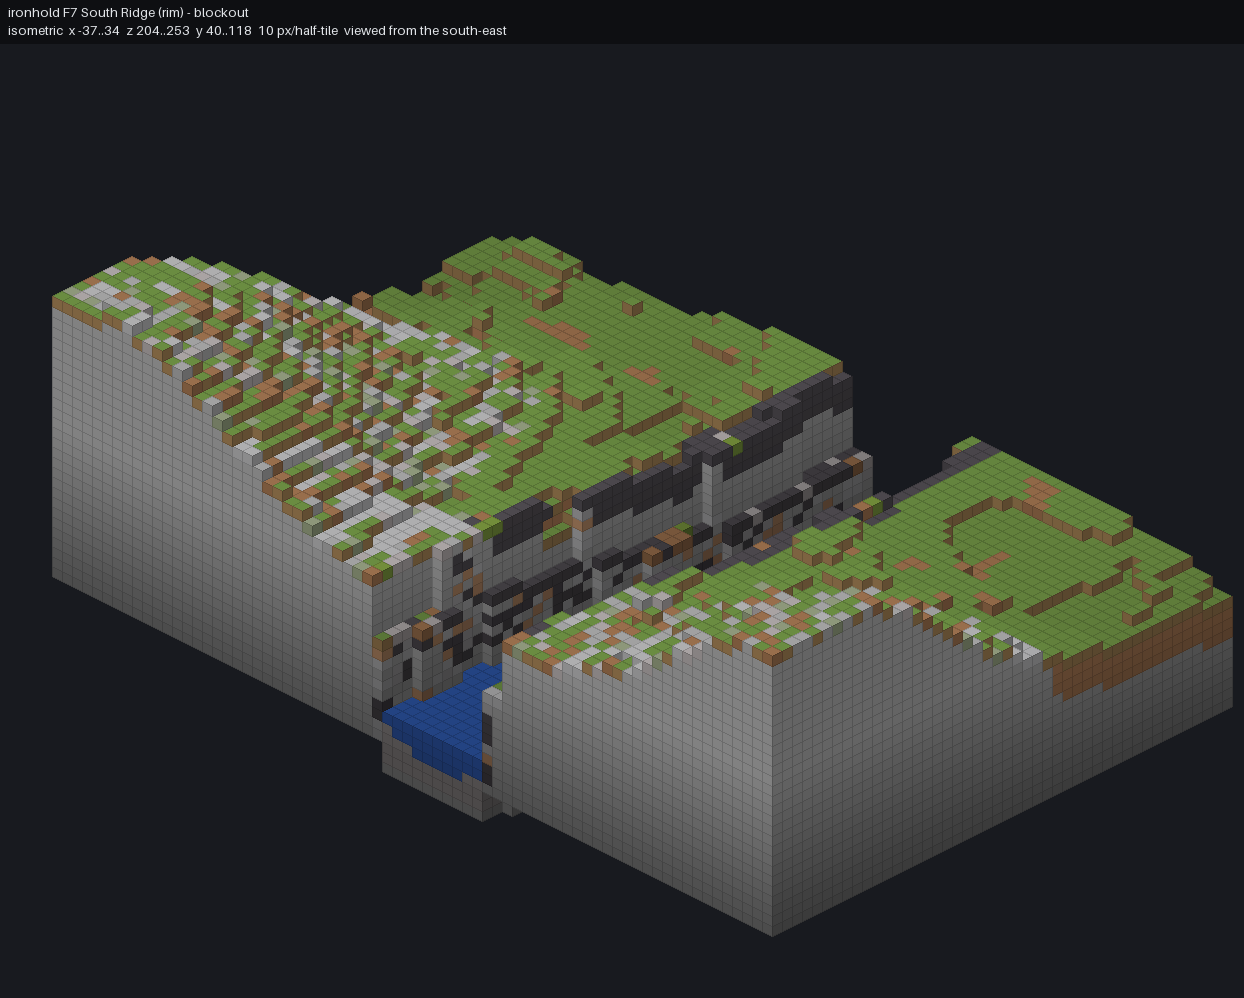 ironhold F7 South Ridge (rim) - blockout
isometric x -37..34 z 204..253 y 40..118 10 px/half-tile viewed from the south-east